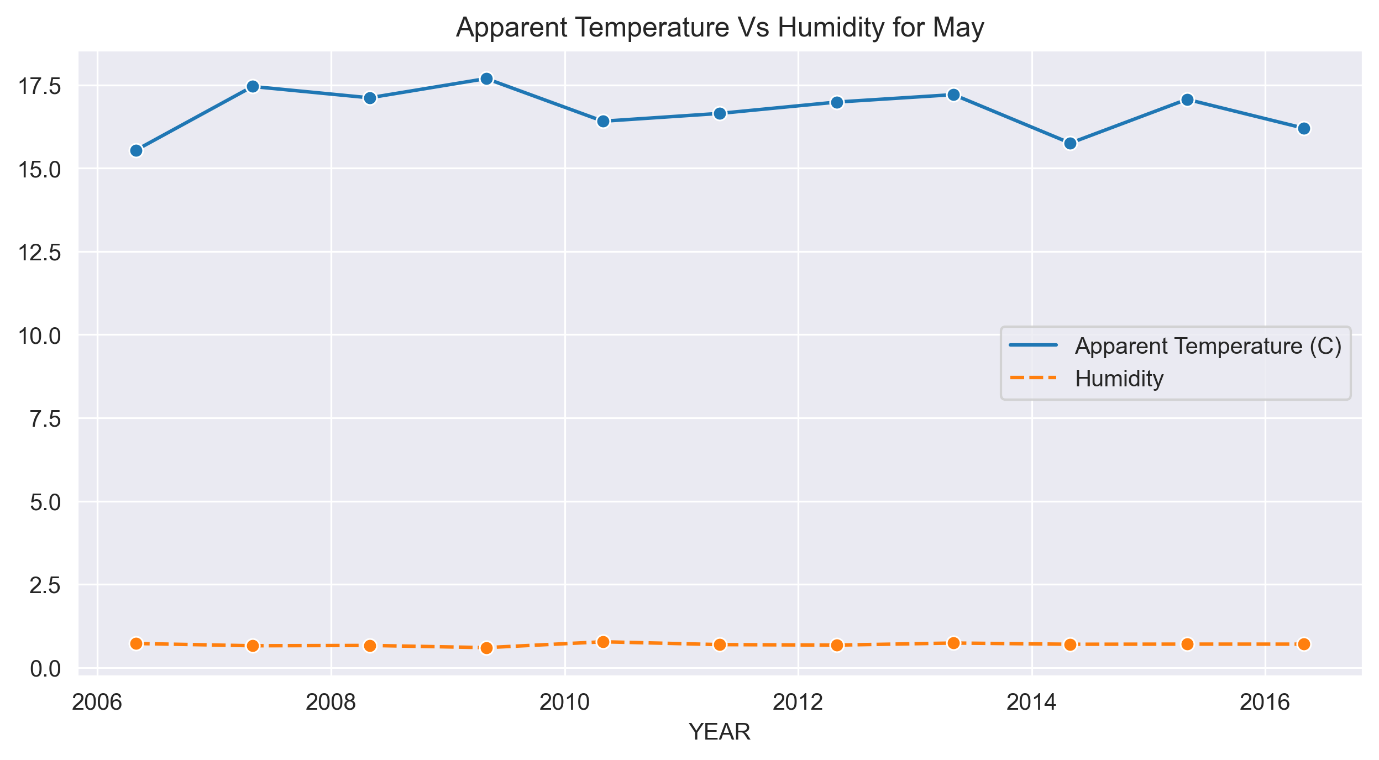 Apparent Temperature Vs Humidity for May
17.5
15.0
12.5
10.0
7.5
5.0
2.5
0.0
Apparent Temperature (C)
Humidity
2006 2008 2010 2012 2014 2016
YEAR